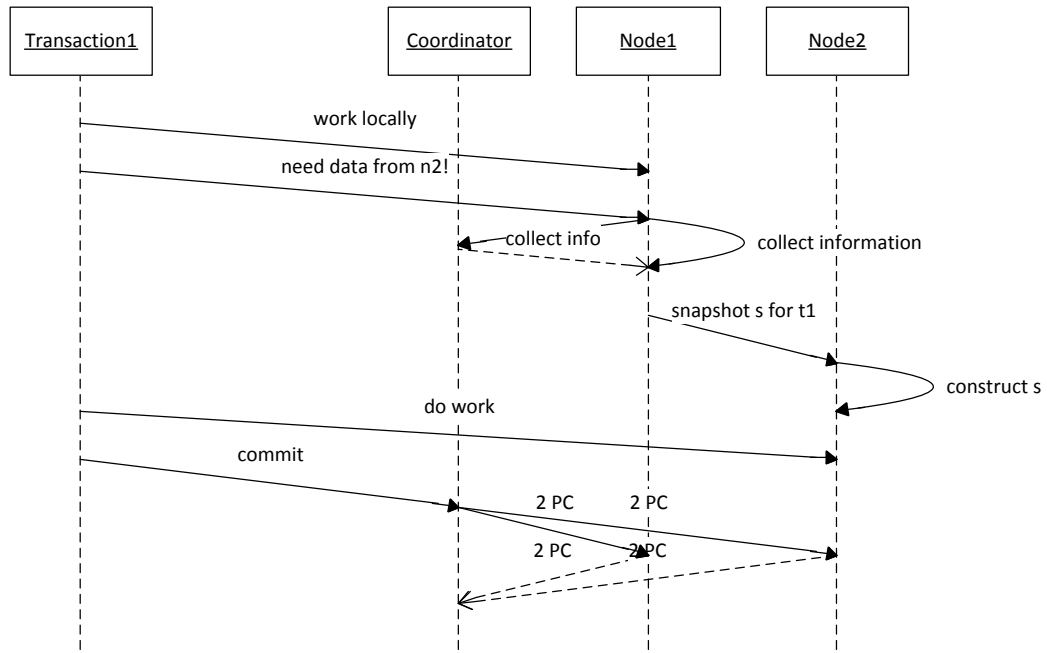 Transaction1
Coordinator
Node1
Node2
work locally
need data from n2!
collect info
collect information
snapshot s for t1
construct s
do work
commit
2 PC
2 PC
2 PC
2 PC